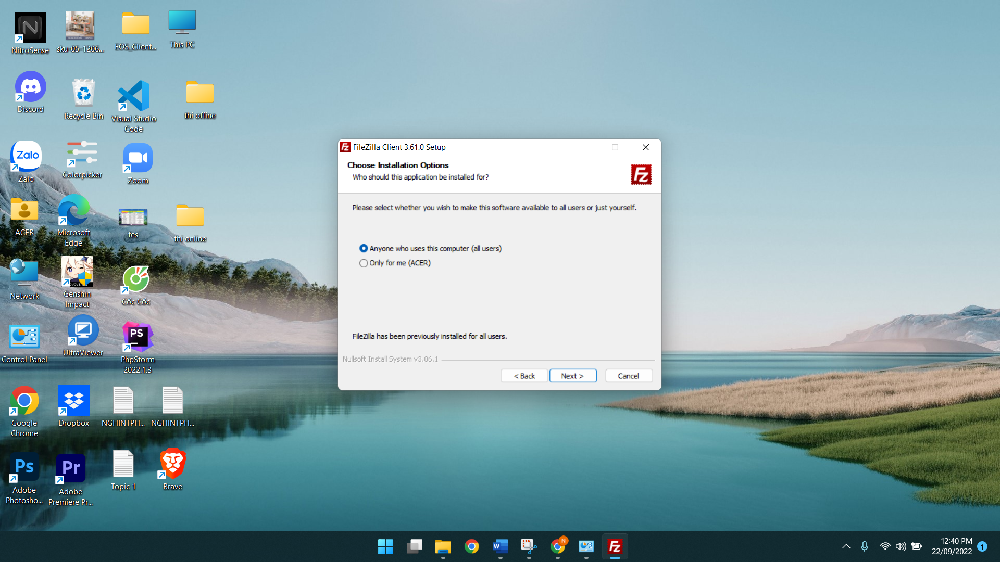 NitroSense
sku-05-1206...
EOS_Client...
This PC
Discord
Recycle Bin
Visual Studio
Code
thi offine
Zalo
Zalo
Colorpicker
Zoom
ACER
Microsoft
Edge
fes
thi online
Network
Genshin
Impact
Cốc Cốc
Control Panel
UltraViewer
PS
PhpStorm
2022.1.3
Google
Chrome
Dropbox
NGHINTPH...
NGHINTPH...
Ps
Adobe
Photosho...
Pr
Adobe
Premiere Pr...
Topic 1
Brave
Fz FileZilla Client 3.61.0 Setup
Choose Installation Options
Who should this application be installed for?
Fz
Please select whether you wish to make this software available to all users or just yourself.
Anyone who uses this computer (all users)
Only for me (ACER)
FileZilla has been previously installed for all users.
Nullsoft Install System v3.06.1
< Back
Next >
Cancel
W
N
Fz
12:40 PM
22/09/2022
1